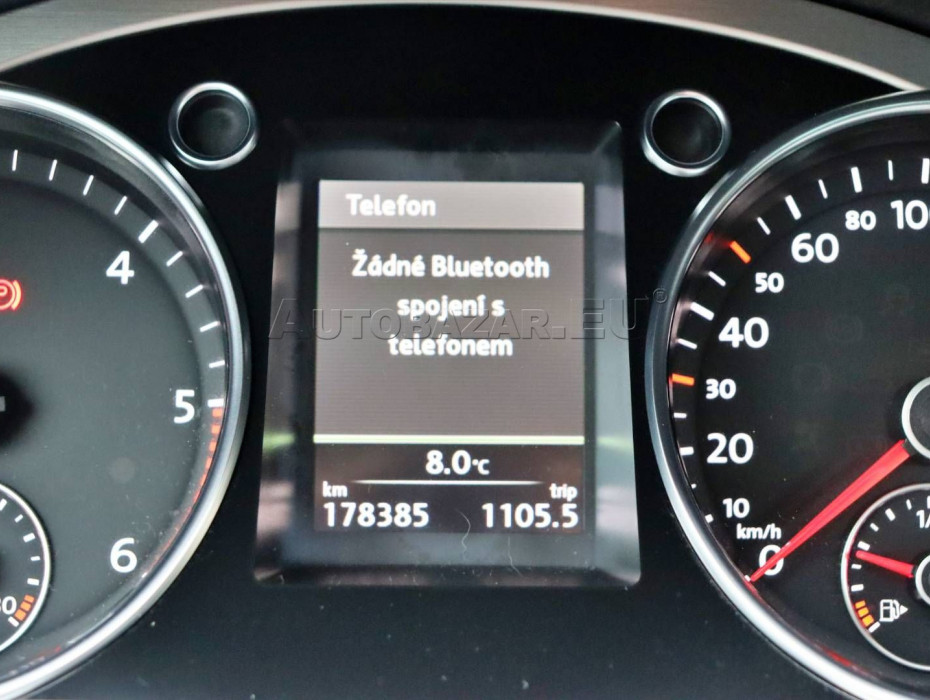 Telefon
Žádné Bluetooth
spojení s
telefonem
8.0°C
km
trip
178385
1105.5
AUTOBAZAR.EU®
4
5
6
100
80
60
50
40
30
20
10
km/h
0